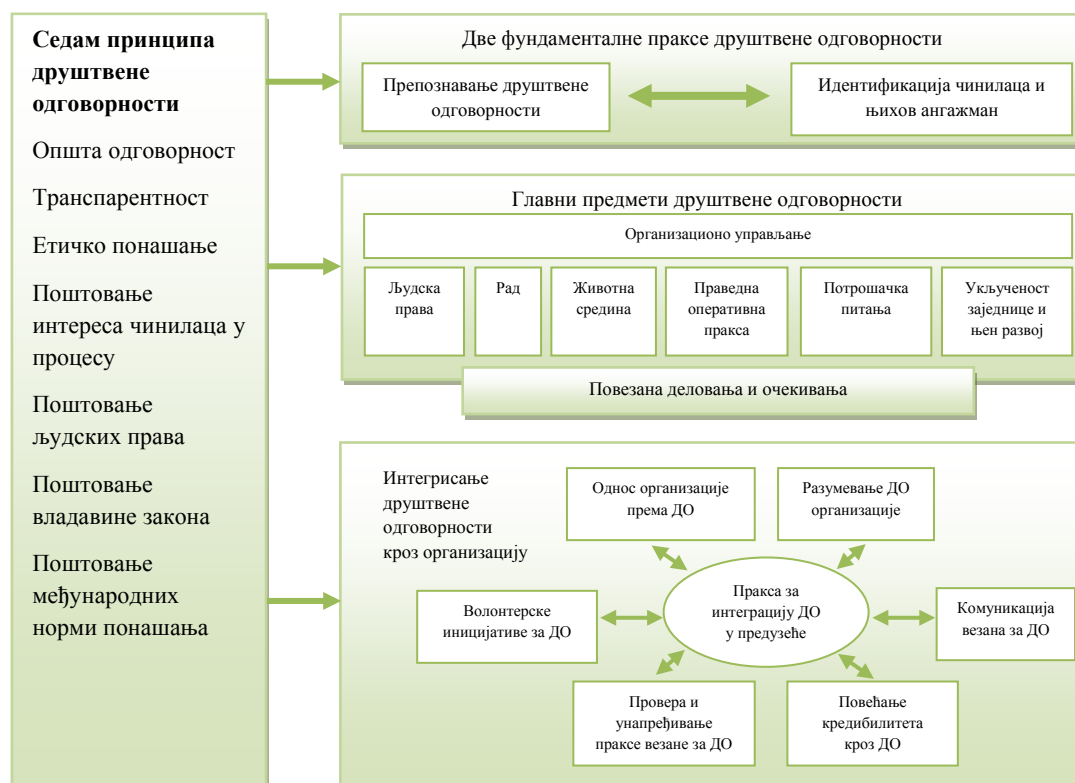 Седам принципа
друштвене
одговорности
Општа одговорност
Транспарентност
Етичко понашање
Поштовање
интереса чинилаца у
процесу
Поштовање
људских права
Поштовање
владавине закона
Поштовање
међународних
норми понашања
Две фундаменталне праксе друштвене одговорности
Препознавање друштвене
одговорности
Идентификација чинилаца и
њихов ангажман
Главни предмети друштвене одговорности
Организационо управљање
Људска
права
Рад
Животна
средина
Праведна
оперативна
пракса
Потрошачка
питања
Укљученост
заједнице и
њен развој
Повезана деловања и очекивања
Интегрисање
друштвене
одговорности
кроз организацију
Однос организације
према ДО
Разумевање ДО
организације
Волонтерске
иницијативе за ДО
Пракса за
интеграцију ДО
у предузеће
Комуникација
везана за ДО
Провера и
унапређивање
праксе везане за ДО
Повећање
кредибилитета
кроз ДО